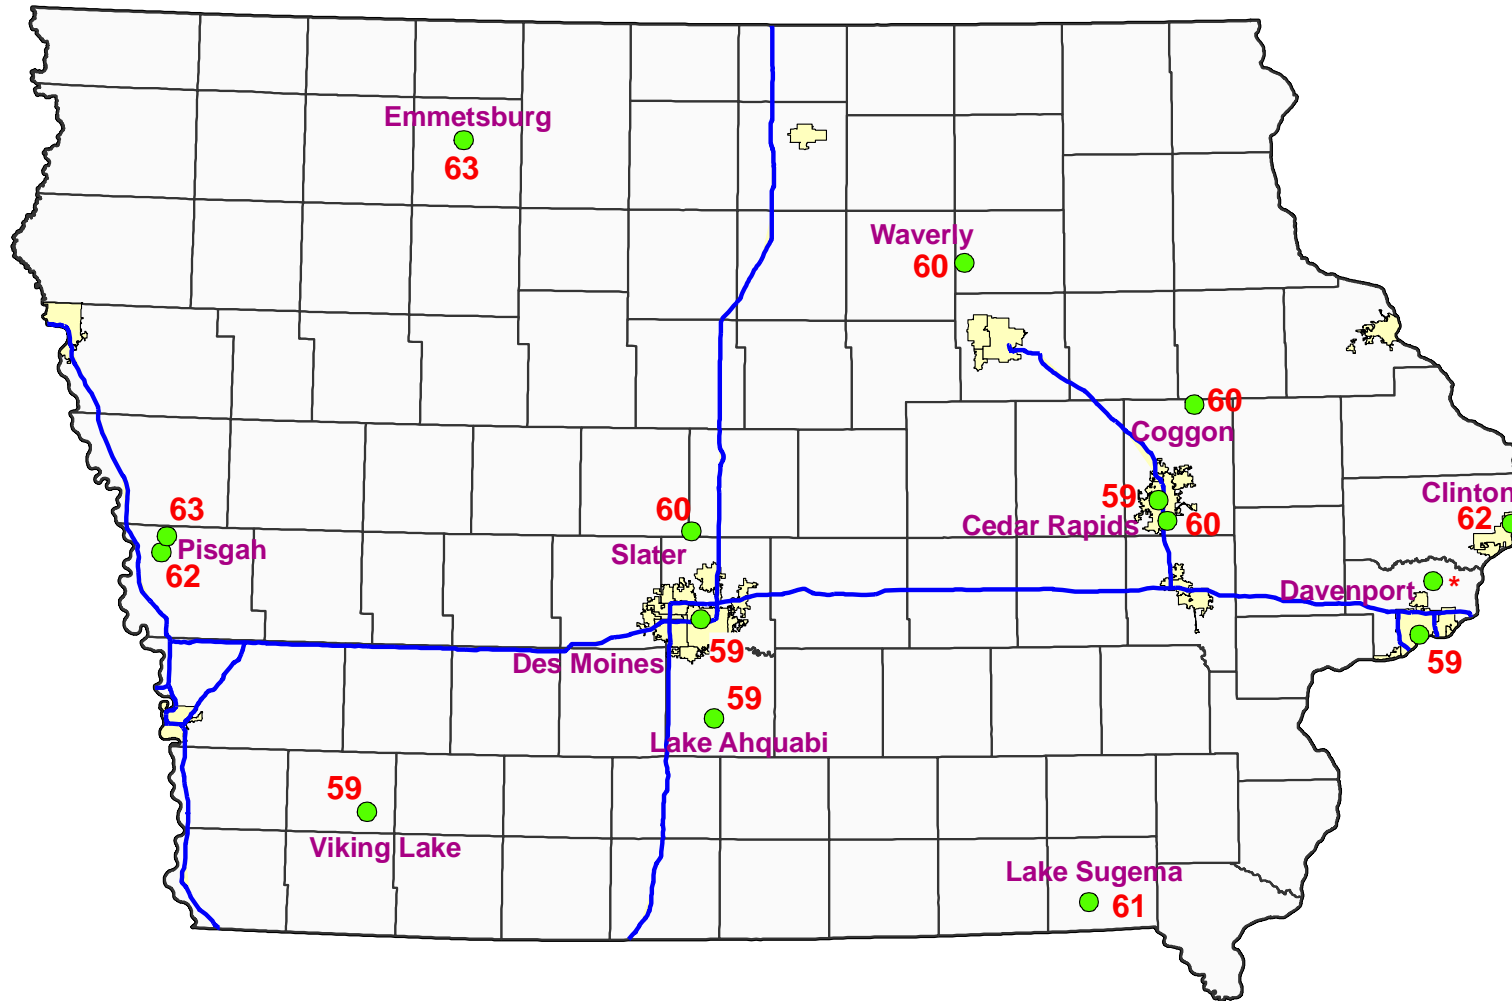 Emmetsburg
63
Waverly
60
60
Coggon
63
Pisgah
62
60
Slater
59
Cedar Rapids
60
Clinton
62
Davenport
*
59
Des Moines
59
59
Lake Ahquabi
59
Viking Lake
Lake Sugema
61